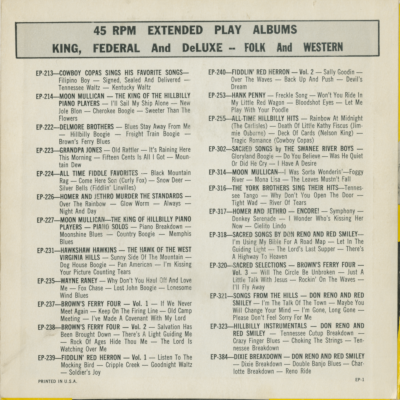 45 RPM EXTENDED PLAY ALBUMS
KING, FEDERAL And DeLUXE — FOLK And WESTERN
EP-213—COWBOY COPAS SINGS HIS FAVORITE SONGS—
Filipino Boy — Signed, Sealed And Delivered —
Tennessee Waltz — Kentucky Waltz
EP-214—MOON MULLICAN — THE KING OF THE HILLBILLY
PIANO PLAYERS — I'll Sail My Ship Alone — New
Jole Blon — Cherokee Boogie — Sweeter Than The
Flowers
EP-222—DELMORE BROTHERS — Blues Stay Away From Me
— Hillbilly Boogie — Freight Train Boogie —
Brown's Ferry Blues
EP-223—GRANDPA JONES — Old Rattler — It's Raining Here
This Morning — Fifteen Cents Is All I Got — Moun-
tain Dew
EP-224—ALL TIME FIDDLE FAVORITES — Black Mountain
Rag — Come Here Son (Curly Fox) — Snow Deer —
Silver Bells (Fiddlin' Linvilles)
EP-226—HOMER AND JETHRO MURDER THE STANDARDS —
Over The Rainbow — Glow Worm — Always —
Night And Day
EP-227—MOON MULLICAN—THE KING OF HILLBILLY PIANO
PLAYERS — PIANO SOLOS — Piano Breakdown —
Moonshine Blues — Country Boogie — Memphis
Blues
EP-231—HAWKSHAW HAWKINS — THE HAWK OF THE WEST
VIRGINIA HILLS — Sunny Side Of The Mountain —
Dog House Boogie — Pan American — I'm Kissing
Your Picture Counting Tears
EP-235—WAYNE RANEY — Why Don't You Haul Off And Love
Me — Fox Chase — Lost John Boogie — Lonesome
Wind Blues
EP-237—BROWN'S FERRY FOUR — Vol. 1 — If We Never
Meet Again — Keep On The Firing Line — Old Camp
Meeting — I've Made A Covenant With My Lord
EP-238—BROWN'S FERRY FOUR — Vol. 2 — Salvation Has
Been Brought Down — There's A Light Guiding Me
— Rock Of Ages Hide Thou Me — The Lord Is
Watching Over Me
EP-239—FIDDLIN' RED HERRON — Vol. 1 — Listen To The
Mocking Bird — Cripple Creek — Goodnight Waltz
— Soldier's Joy
EP-240—FIDDLIN' RED HERRON — Vol. 2 — Sally Goodin —
Over The Waves — Back Up And Push — Devil's
Dream
EP-253—HANK PENNY — Freckle Song — Won't You Ride In
My Little Red Wagon — Bloodshot Eyes — Let Me
Play With Your Poodle
EP-255—ALL-TIME HILLBILLY HITS — Rainbow At Midnight
(The Carlisles) — Death Of Little Kathy Fiscus (Jim-
mie Osborne) — Deck Of Cards (Nelson King) —
Tragic Romance (Cowboy Copas)
EP-302—SACRED SONGS by THE SWANEE RIVER BOYS —
Gloryland Boogie — Do You Believe — Was He Quiet
Or Did He Cry — I Have A Desire
EP-314—MOON MULLICAN — I Was Sorta Wonderin'—Foggy
River — Mona Lisa — The Leaves Mustn't Fall
EP-316—THE YORK BROTHERS SING THEIR HITS—Tennes-
see Tango — Why Don't You Open The Door —
Tight Wad — River Of Tears
EP-317—HOMER AND JETHRO — ENCORE! — Symphony —
Donkey Serenade — I Wonder Who's Kissing Her
Now — Cielito Lindo
EP-318—SACRED SONGS BY DON RENO AND RED SMILEY—
I'm Using My Bible For A Road Map — Let In The
Guiding Light — The Lord's Last Supper — There's
A Highway To Heaven
EP-320—SACRED SELECTIONS — BROWN'S FERRY FOUR —
Vol. 3 — Will The Circle Be Unbroken — Just A
Little Talk With Jesus — Rockin' On The Waves —
I'll Fly Away
EP-321—SONGS FROM THE HILLS — DON RENO AND RED
SMILEY — I'm The Talk Of The Town — Maybe You
Will Change Your Mind — I'm Gone, Long Gone —
Please Don't Feel Sorry For Me
EP-323—HILLBILLY INSTRUMENTALS — DON RENO AND
RED SMILEY — Tennessee Cutup Breakdown —
Crazy Finger Blues — Choking The Strings — Ten-
nessee Breakdown
EP-384—DIXIE BREAKDOWN — DON RENO AND RED SMILEY
— Dixie Breakdown — Double Banjo Blues — Char-
lotte Breakdown — Reno Ride
PRINTED IN U.S.A.
EP-1